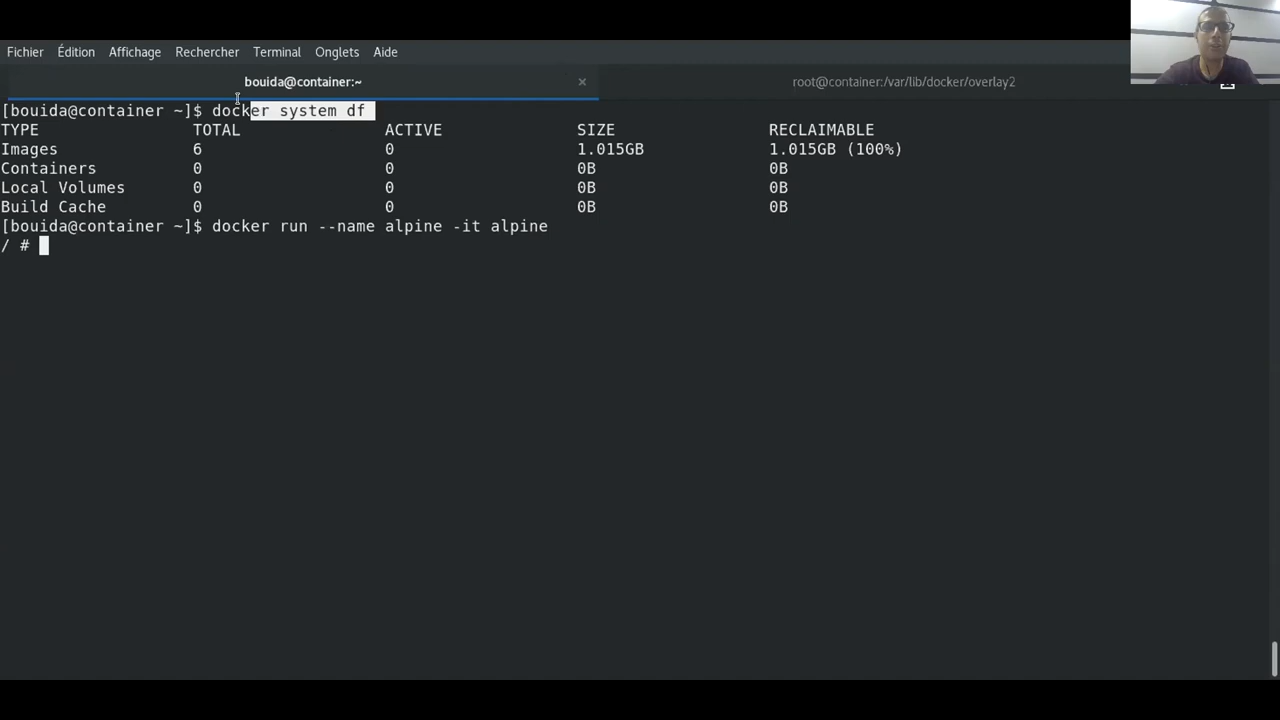 Fichier Édition Affichage Rechercher Terminal Onglets Aide
bouida@container:~ × root@container:/var/lib/docker/overlay2
[bouida@container ~]$ docker system df
TYPE TOTAL ACTIVE SIZE RECLAIMABLE
Images 6 0 1.015GB 1.015GB (100%)
Containers 0 0 0B 0B
Local Volumes 0 0 0B 0B
Build Cache 0 0 0B 0B
[bouida@container ~]$ docker run --name alpine -it alpine
/ #